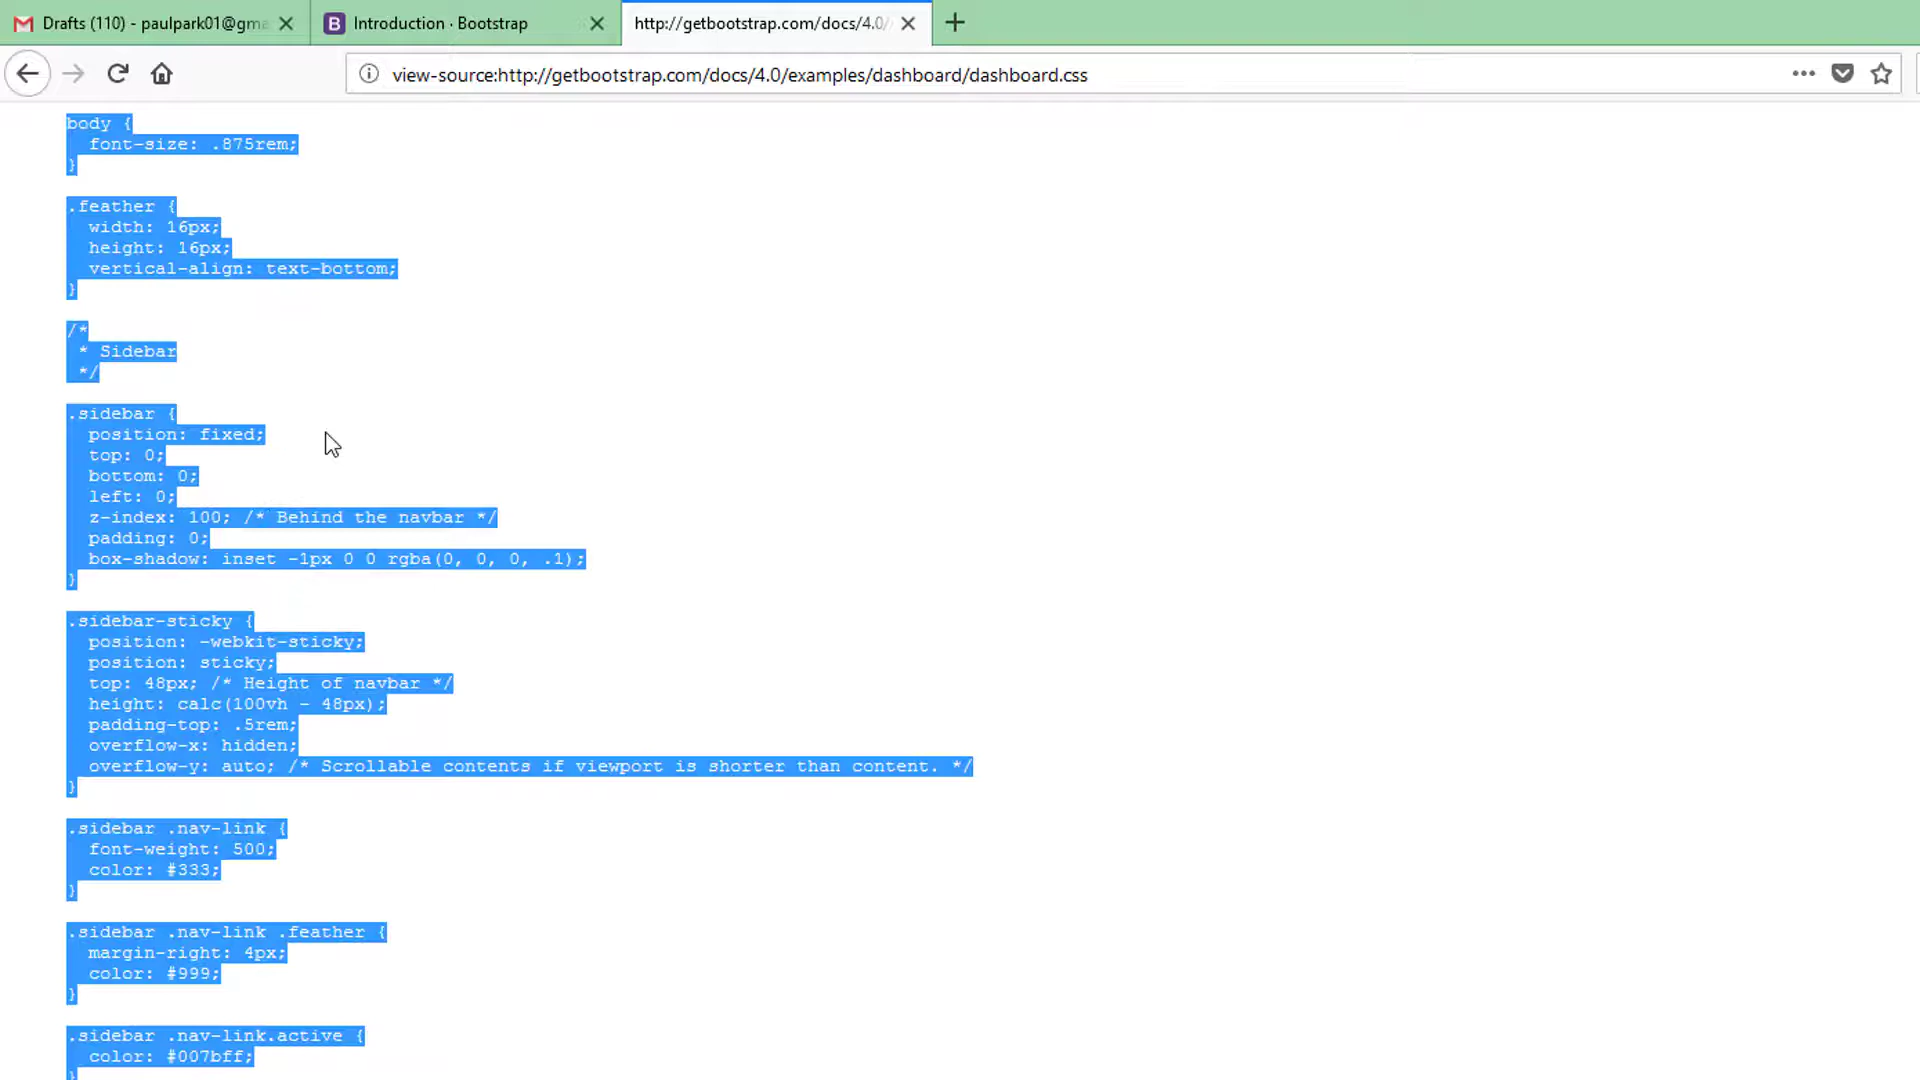 Drafts (110) - paulpark01@gma
Introduction · Bootstrap
http://getbootstrap.com/docs/4.0/
view-source:http://getbootstrap.com/docs/4.0/examples/dashboard/dashboard.css
body {
  font-size: .875rem;
}
.feather {
  width: 16px;
  height: 16px;
  vertical-align: text-bottom;
}
/*
 * Sidebar
 */
.sidebar {
  position: fixed;
  top: 0;
  bottom: 0;
  left: 0;
  z-index: 100; /* Behind the navbar */
  padding: 0;
  box-shadow: inset -1px 0 0 rgba(0, 0, 0, .1);
}
.sidebar-sticky {
  position: -webkit-sticky;
  position: sticky;
  top: 48px; /* Height of navbar */
  height: calc(100vh - 48px);
  padding-top: .5rem;
  overflow-x: hidden;
  overflow-y: auto; /* Scrollable contents if viewport is shorter than content. */
}
.sidebar .nav-link {
  font-weight: 500;
  color: #333;
}
.sidebar .nav-link .feather {
  margin-right: 4px;
  color: #999;
}
.sidebar .nav-link.active {
  color: #007bff;
}